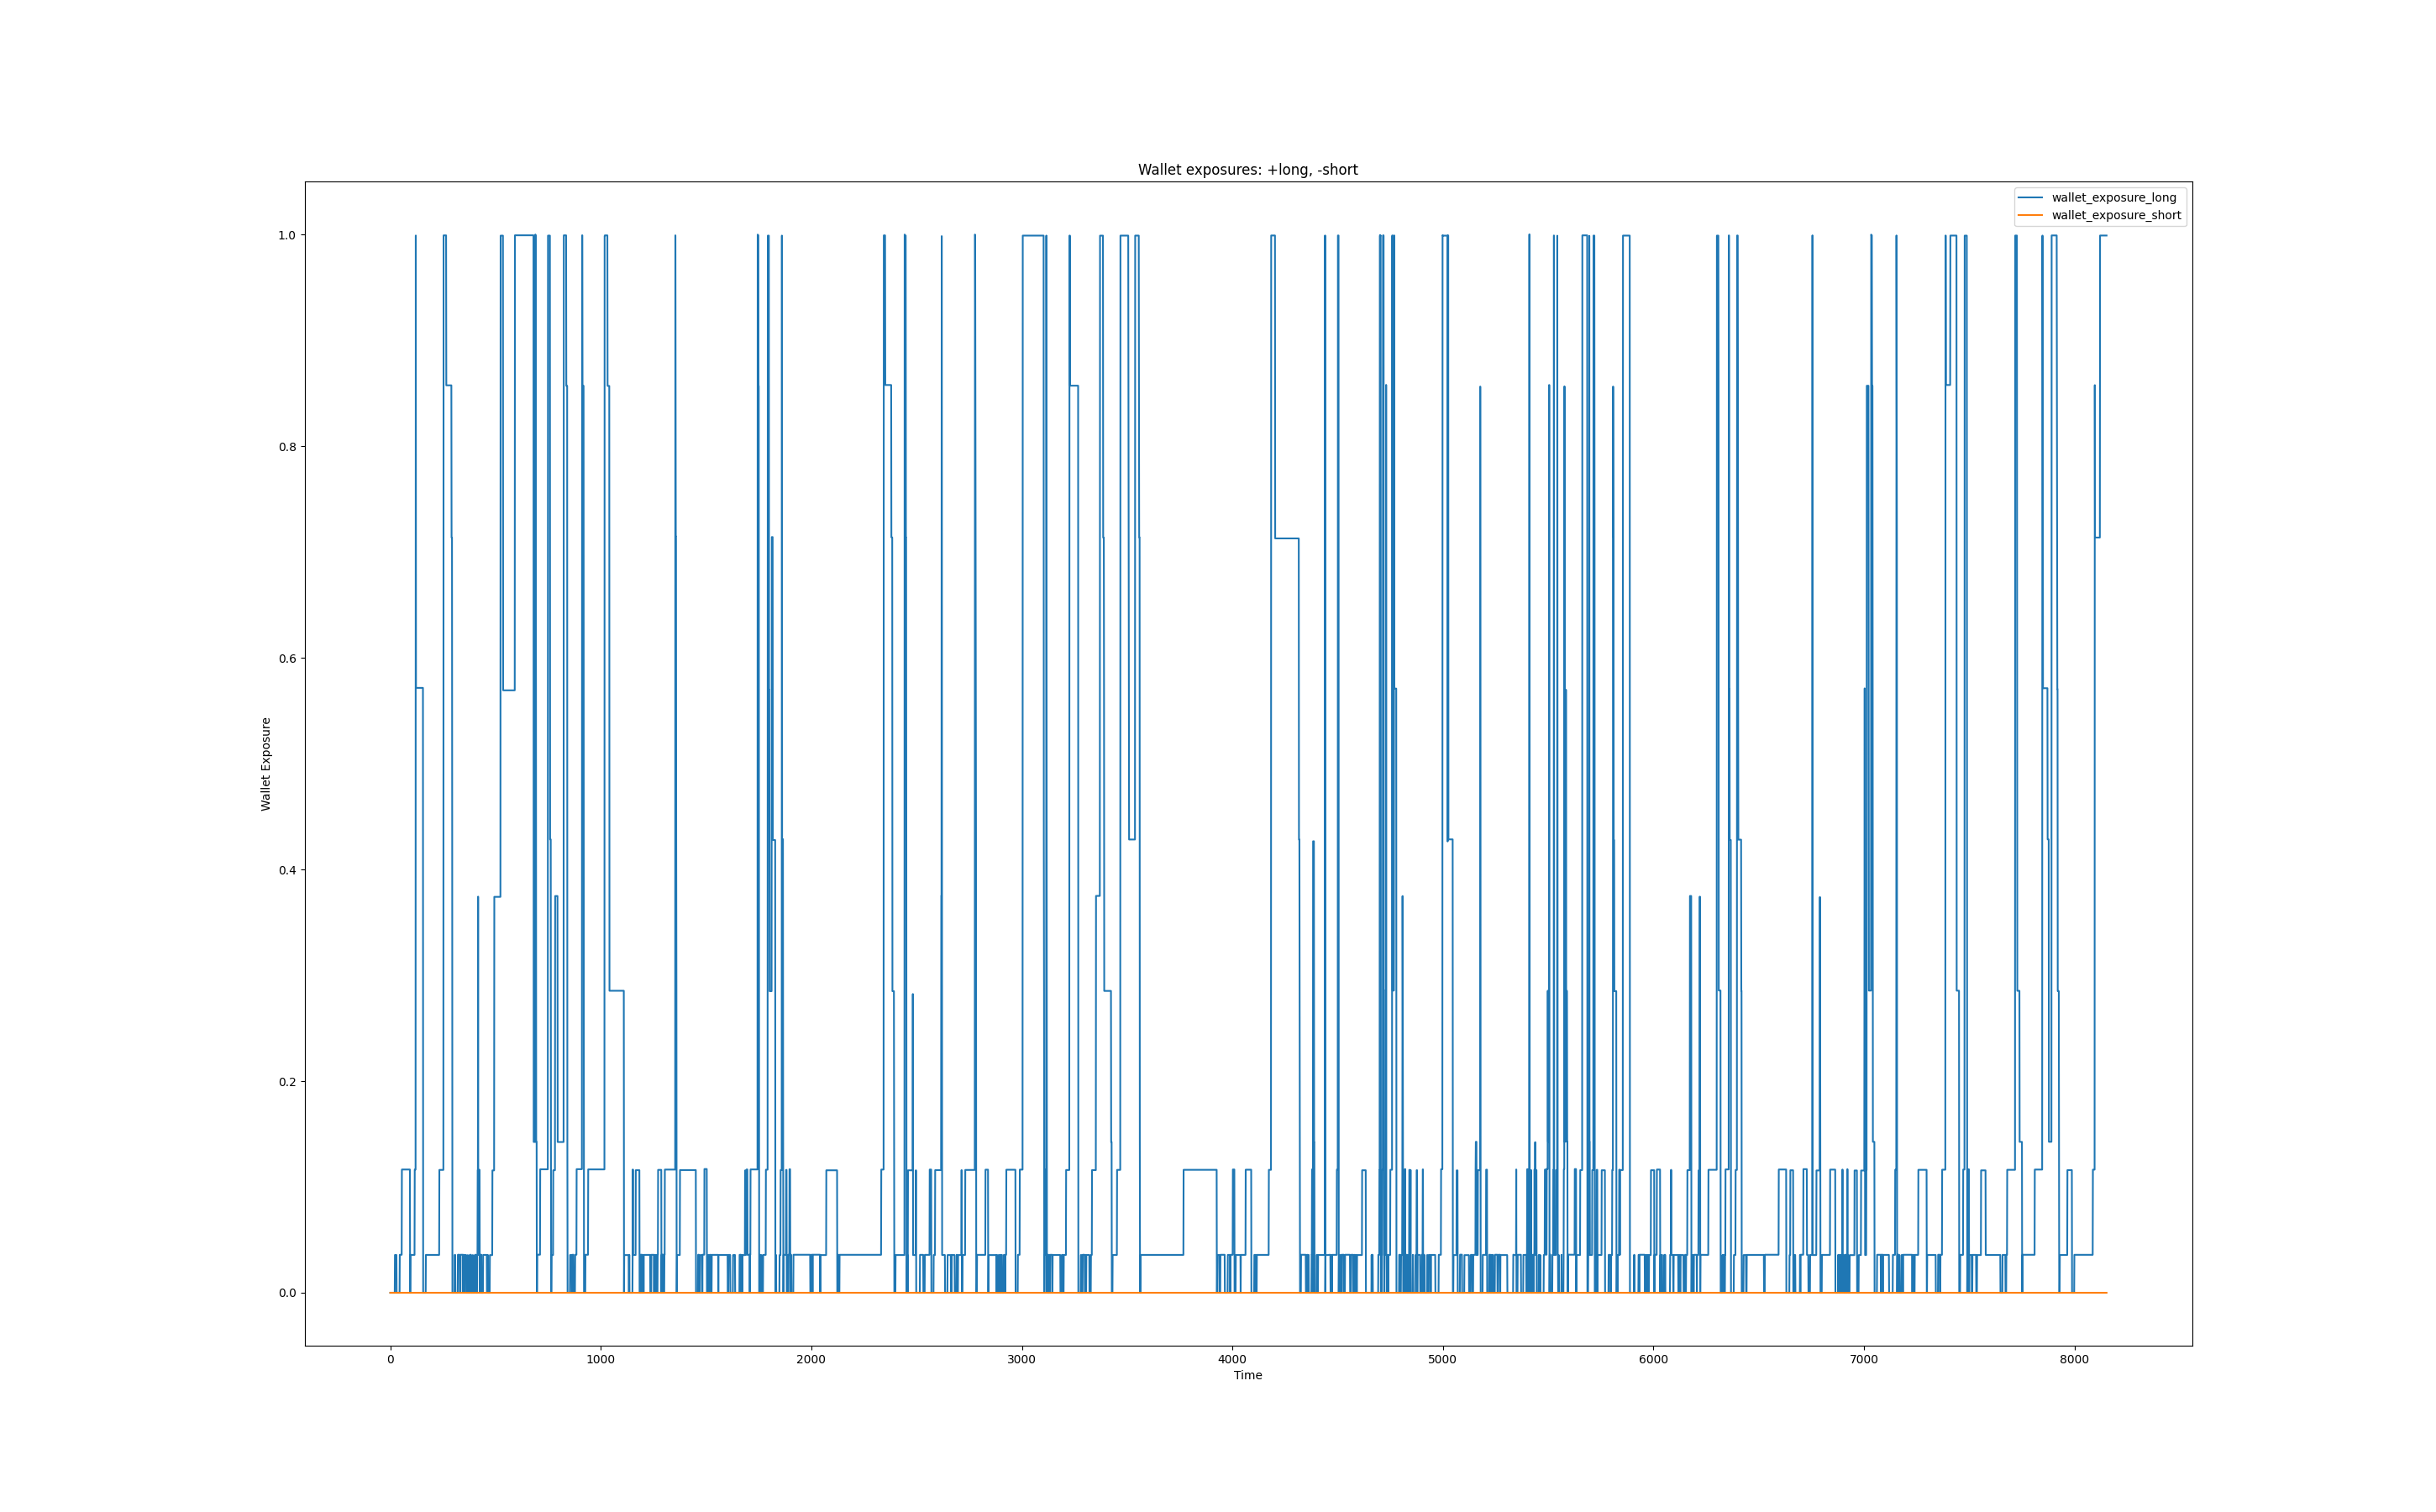 Wallet exposures: +long, -short
wallet_exposure_long
wallet_exposure_short
1.0
0.8
0.6
0.4
0.2
0.0
Wallet Exposure
0 1000 2000 3000 4000 5000 6000 7000 8000
Time